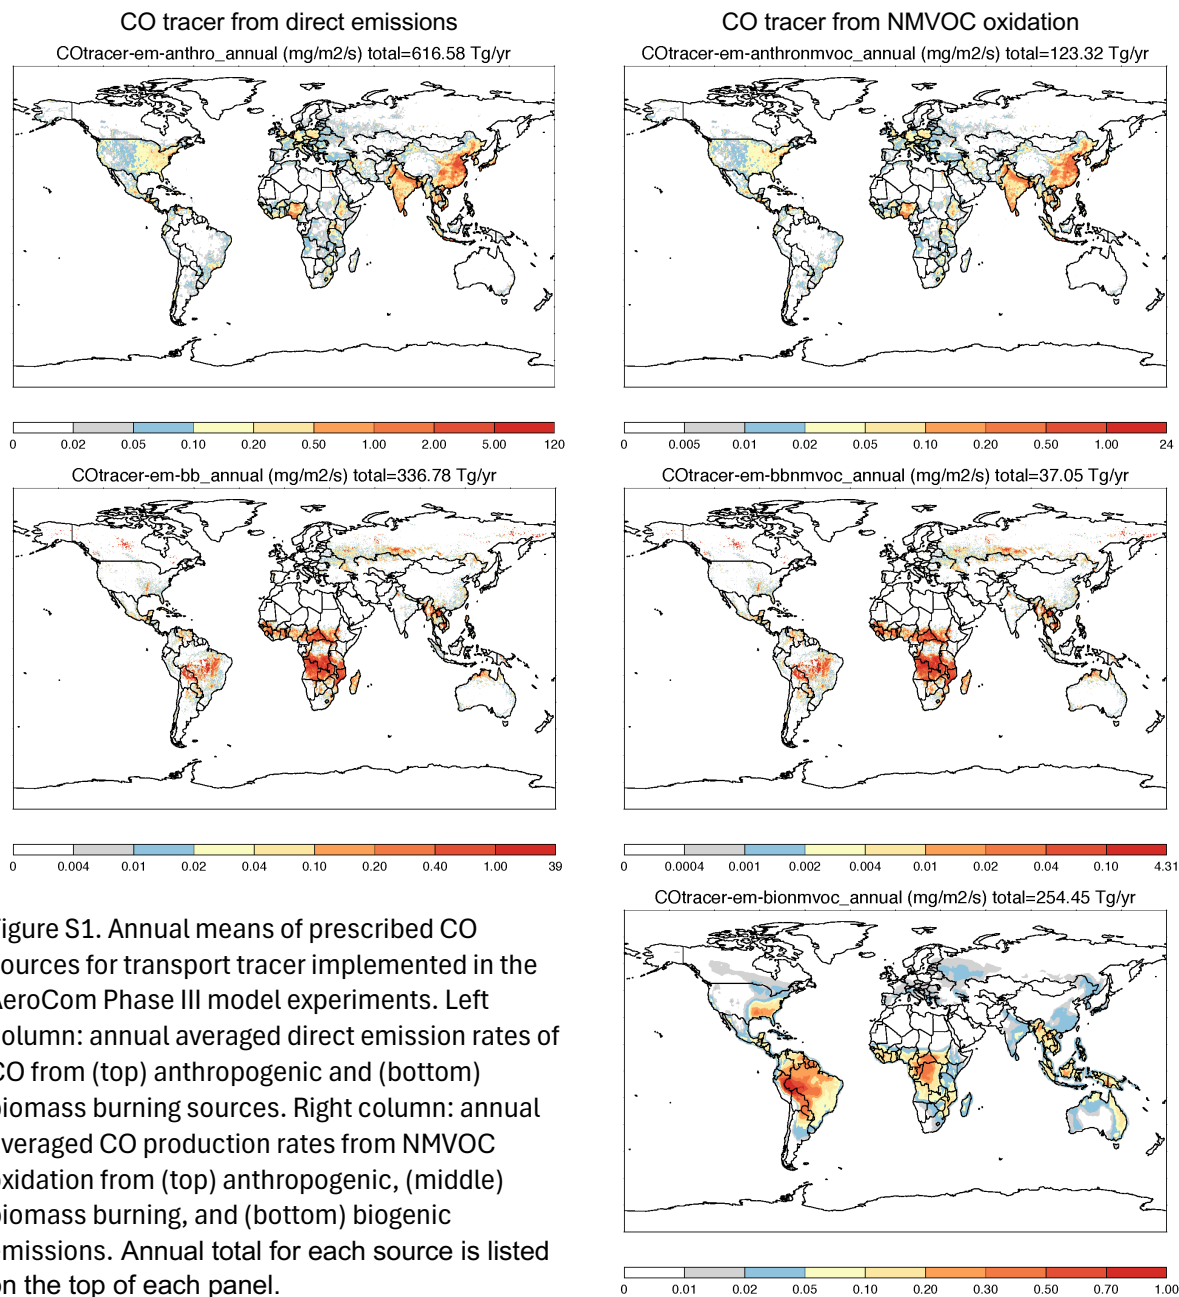 CO tracer from direct emissions
COtracer-em-anthro_annual (mg/m2/s) total=616.58 Tg/yr
0 0.02 0.05 0.10 0.20 0.50 1.00 2.00 5.00 120
COtracer-em-bb_annual (mg/m2/s) total=336.78 Tg/yr
0 0.004 0.01 0.02 0.04 0.10 0.20 0.40 1.00 39
CO tracer from NMVOC oxidation
COtracer-em-anthronmvoc_annual (mg/m2/s) total=123.32 Tg/yr
0 0.005 0.01 0.02 0.05 0.10 0.20 0.50 1.00 24
COtracer-em-bbnmvoc_annual (mg/m2/s) total=37.05 Tg/yr
0 0.0004 0.001 0.002 0.004 0.01 0.02 0.04 0.10 4.31
COtracer-em-bionmvoc_annual (mg/m2/s) total=254.45 Tg/yr
0 0.01 0.02 0.05 0.10 0.20 0.30 0.50 0.70 1.00
igure S1. Annual means of prescribed CO
ources for transport tracer implemented in the
AeroCom Phase III model experiments. Left
olumn: annual averaged direct emission rates of
CO from (top) anthropogenic and (bottom)
iomass burning sources. Right column: annual
veraged CO production rates from NMVOC
xidation from (top) anthropogenic, (middle)
iomass burning, and (bottom) biogenic
missions. Annual total for each source is listed
on the top of each panel.